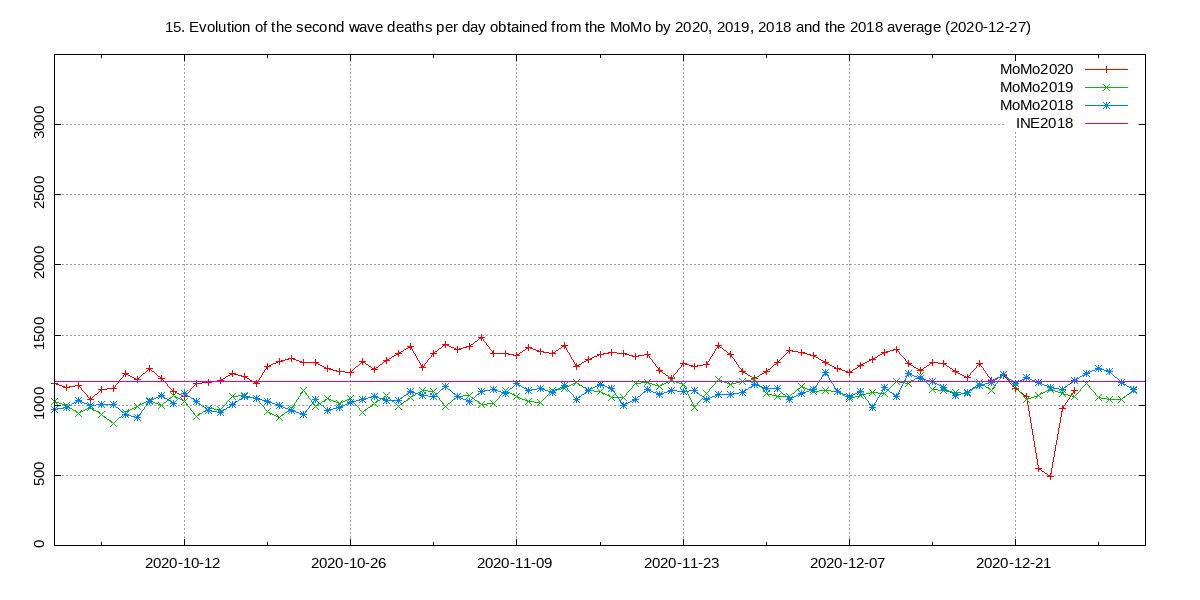 15. Evolution of the second wave deaths per day obtained from the MoMo by 2020, 2019, 2018 and the 2018 average (2020-12-27)
MoMo2020
MoMo2019
MoMo2018
INE2018
3000
2500
2000
1500
1000
500
0
2020-10-12
2020-10-26
2020-11-09
2020-11-23
2020-12-07
2020-12-21